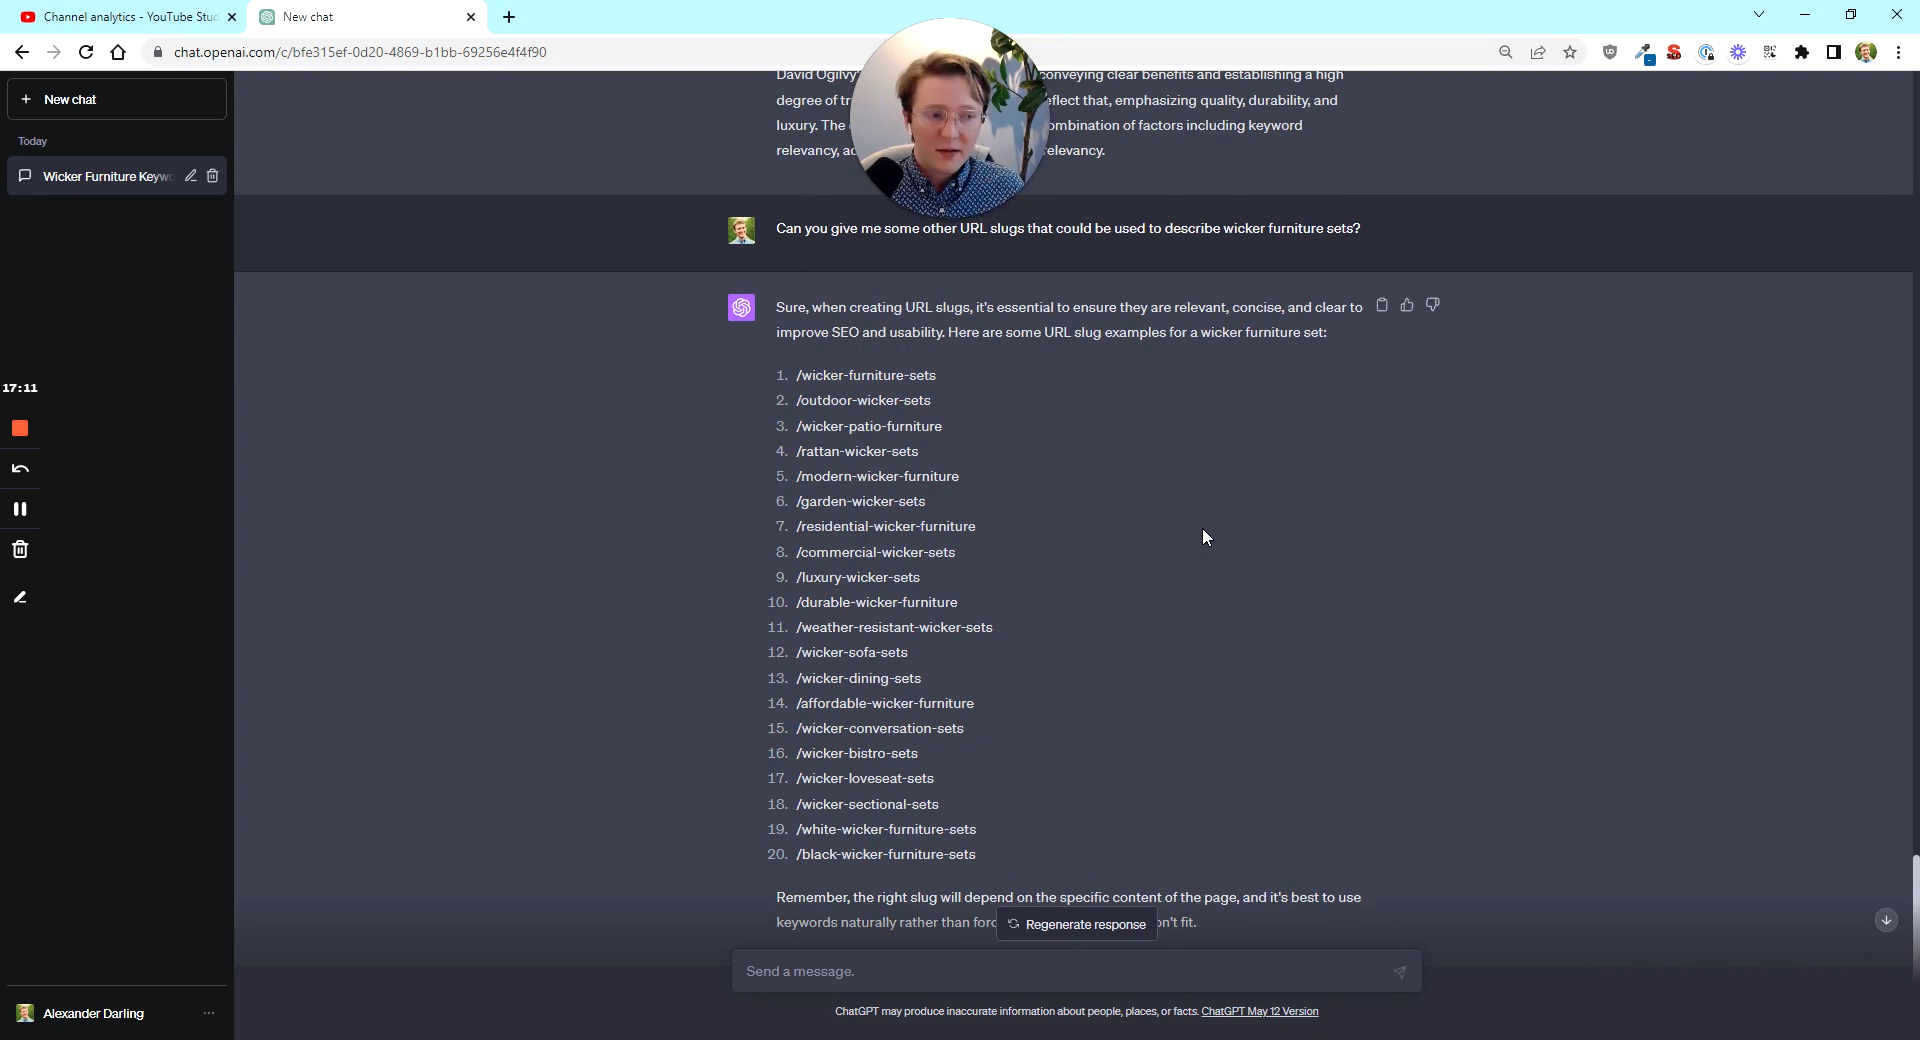 Channel analytics - YouTube Stu
New chat
chat.openai.com/c/bfe315ef-0d20-4869-b1bb-69256e4f4f90
New chat
Today
Wicker Furniture Keyw
17:11
Alexander Darling
David Ogilvy conveying clear benefits and establishing a high
degree of eflect that, emphasizing quality, durability, and
luxury. The ombination of factors including keyword
relevancy, relevancy.
Can you give me some other URL slugs that could be used to describe wicker furniture sets?
Sure, when creating URL slugs, it's essential to ensure they are relevant, concise, and clear to
improve SEO and usability. Here are some URL slug examples for a wicker furniture set:
1. /wicker-furniture-sets
2. /outdoor-wicker-sets
3. /wicker-patio-furniture
4. /rattan-wicker-sets
5. /modern-wicker-furniture
6. /garden-wicker-sets
7. /residential-wicker-furniture
8. /commercial-wicker-sets
9. /luxury-wicker-sets
10. /durable-wicker-furniture
11. /weather-resistant-wicker-sets
12. /wicker-sofa-sets
13. /wicker-dining-sets
14. /affordable-wicker-furniture
15. /wicker-conversation-sets
16. /wicker-bistro-sets
17. /wicker-loveseat-sets
18. /wicker-sectional-sets
19. /white-wicker-furniture-sets
20. /black-wicker-furniture-sets
Remember, the right slug will depend on the specific content of the page, and it's best to use
keywords naturally rather than forc on't fit.
Regenerate response
Send a message.
ChatGPT may produce inaccurate information about people, places, or facts. ChatGPT May 12 Version